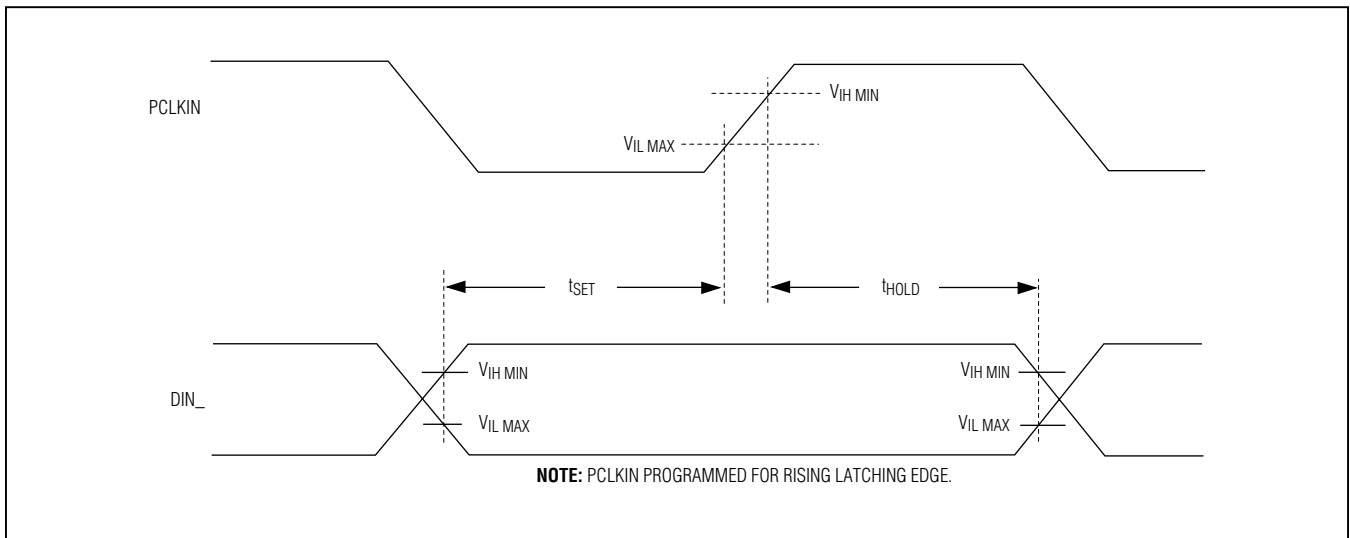 PCLKIN
VIH MIN
VIL MAX
tSET
tHOLD
DIN_
VIH MIN
VIH MIN
VIL MAX
VIL MAX
NOTE: PCLKIN PROGRAMMED FOR RISING LATCHING EDGE.